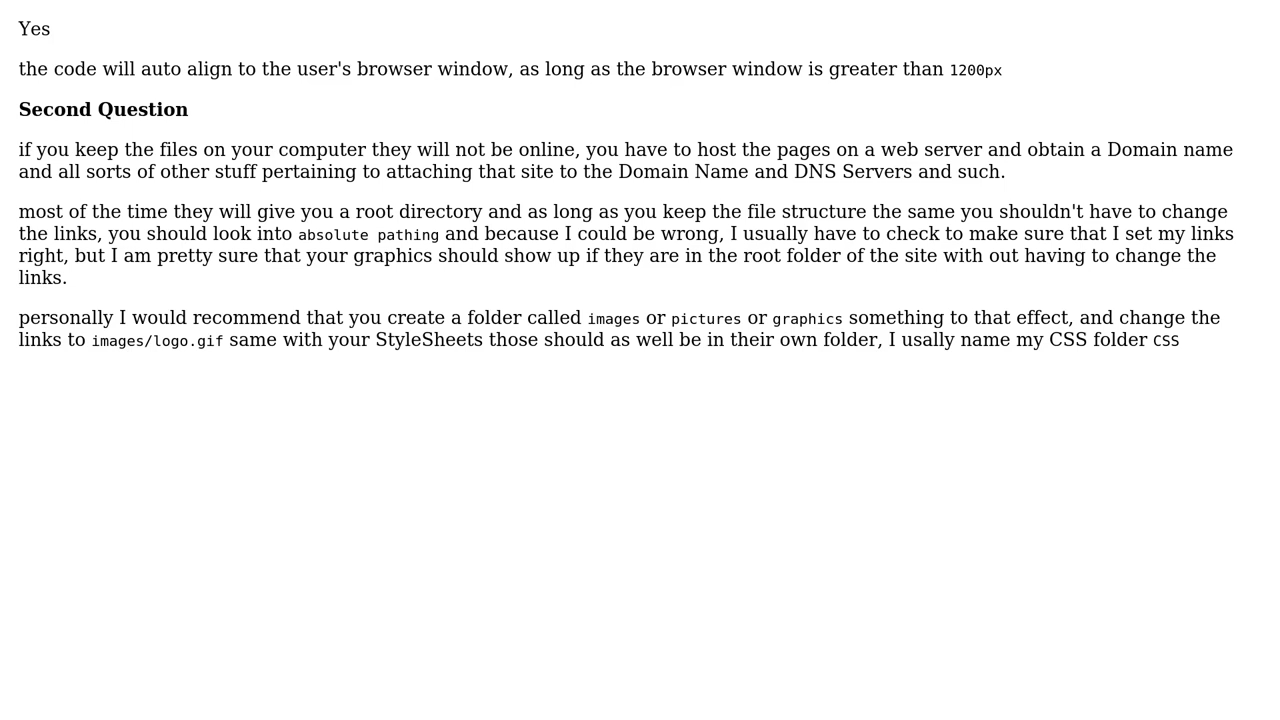 Yes
the code will auto align to the user's browser window, as long as the browser window is greater than 1200px
Second Question
if you keep the files on your computer they will not be online, you have to host the pages on a web server and obtain a Domain name
and all sorts of other stuff pertaining to attaching that site to the Domain Name and DNS Servers and such.
most of the time they will give you a root directory and as long as you keep the file structure the same you shouldn't have to change
the links, you should look into absolute pathing and because I could be wrong, I usually have to check to make sure that I set my links
right, but I am pretty sure that your graphics should show up if they are in the root folder of the site with out having to change the
links.
personally I would recommend that you create a folder called images or pictures or graphics something to that effect, and change the
links to images/logo.gif same with your StyleSheets those should as well be in their own folder, I usally name my CSS folder CSS